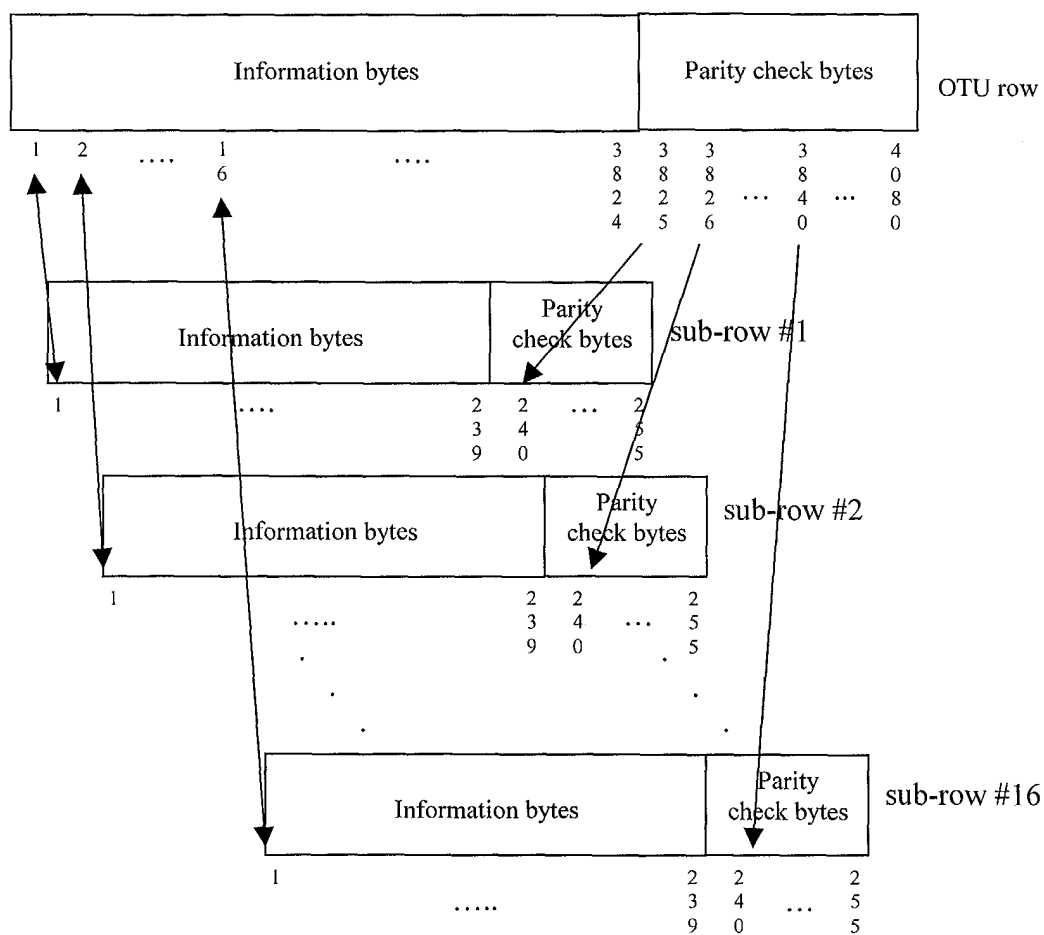 Information bytes
Parity check bytes
OTU row
1 2 .... 16 .... 3824 3825 3826 ... 3840 ... 4080
Parity
Information bytes
check bytes
sub-row #1
1 .... 239 240 ... 255
Parity
Information bytes
check bytes
sub-row #2
1 ..... 239 240 ... 255
Parity
Information bytes
check bytes
sub-row #16
1 ..... 239 240 ... 255